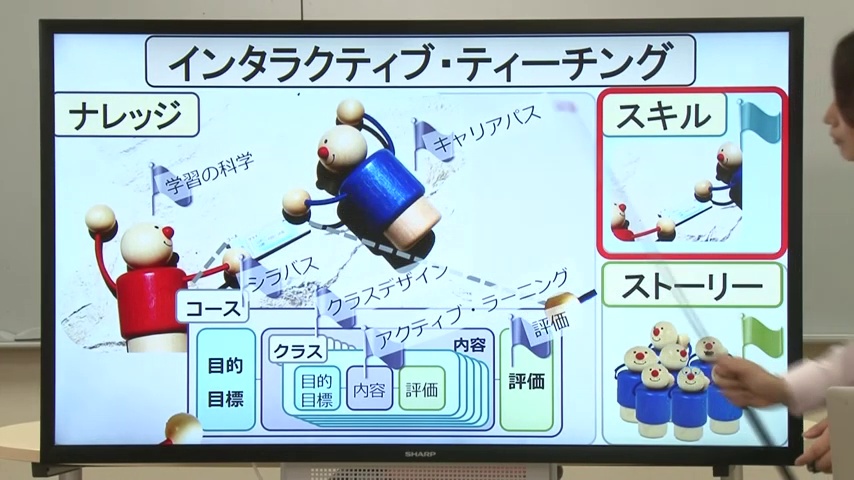 インタラクティブ・ティーチング
ナレッジ
スキル
キャリアパス
学習の科学
シラバス
クラスデザイン
アクティブ・ラーニング
評価
ストーリー
コース
目的
目標
クラス
内容
目的
目標
内容
評価
評価
SHARP